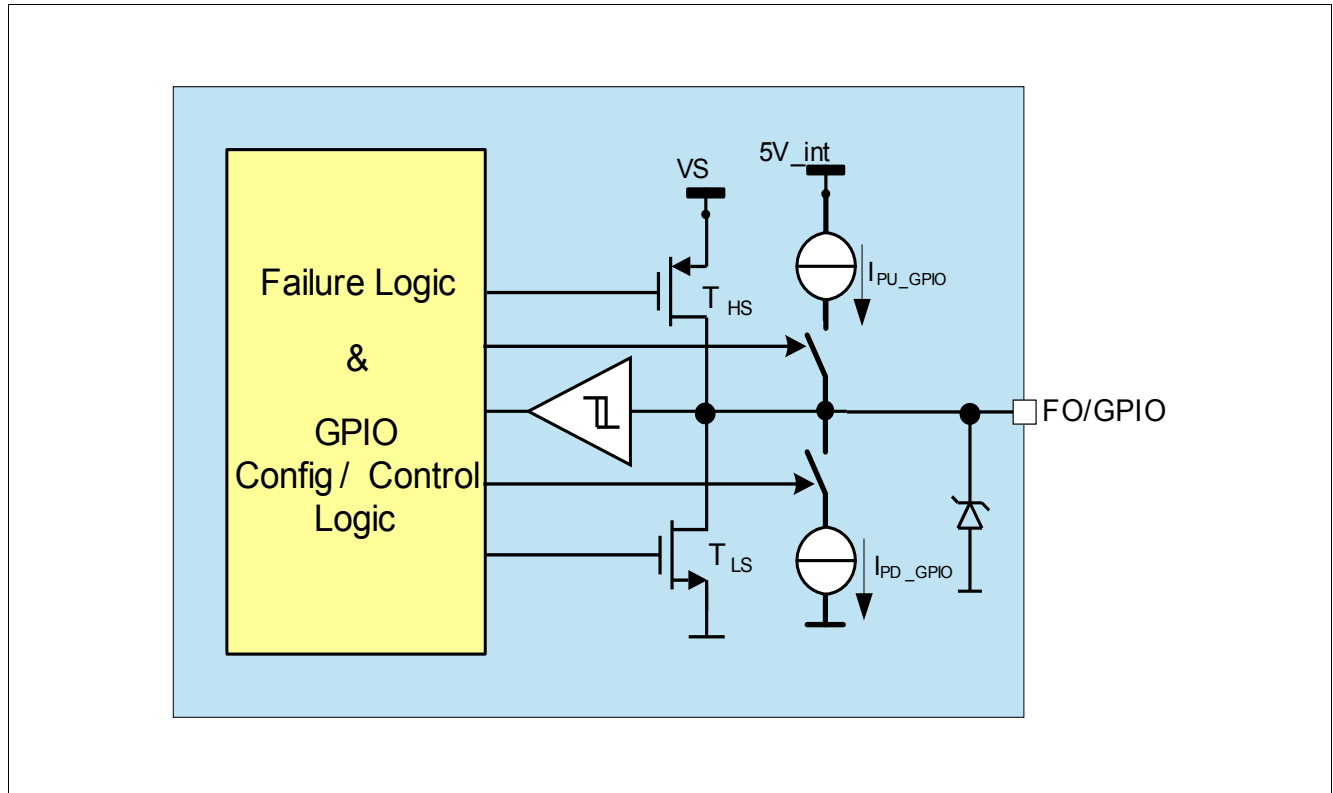 VS
5V_int
Failure Logic
&
GPIO
Config / Control
Logic
T HS
I PU_GPIO
FO/GPIO
T LS
I PD_GPIO